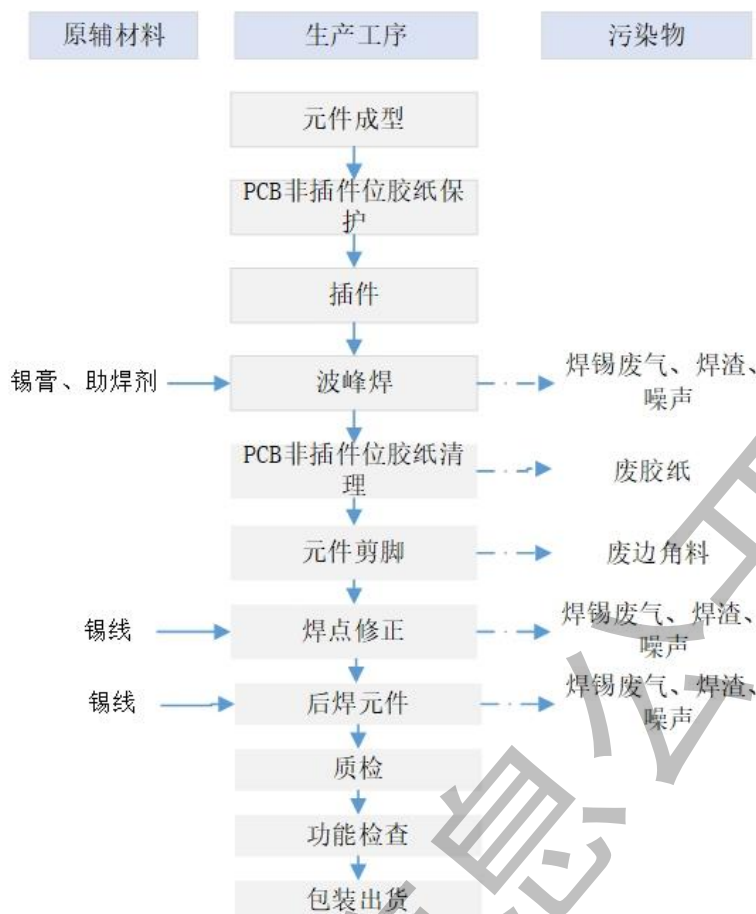 原辅材料 生产工序 污染物
元件成型
PCB非插件位胶纸保
护
插件
锡膏、助焊剂 波峰焊 焊锡废气、焊渣、
噪声
PCB非插件位胶纸清
理
废胶纸
元件剪脚 废边角料
锡线 焊点修正 焊锡废气、焊渣、
噪声
锡线 后焊元件 焊锡废气、焊渣、
噪声
质检
功能检查
包装出货
信息公开